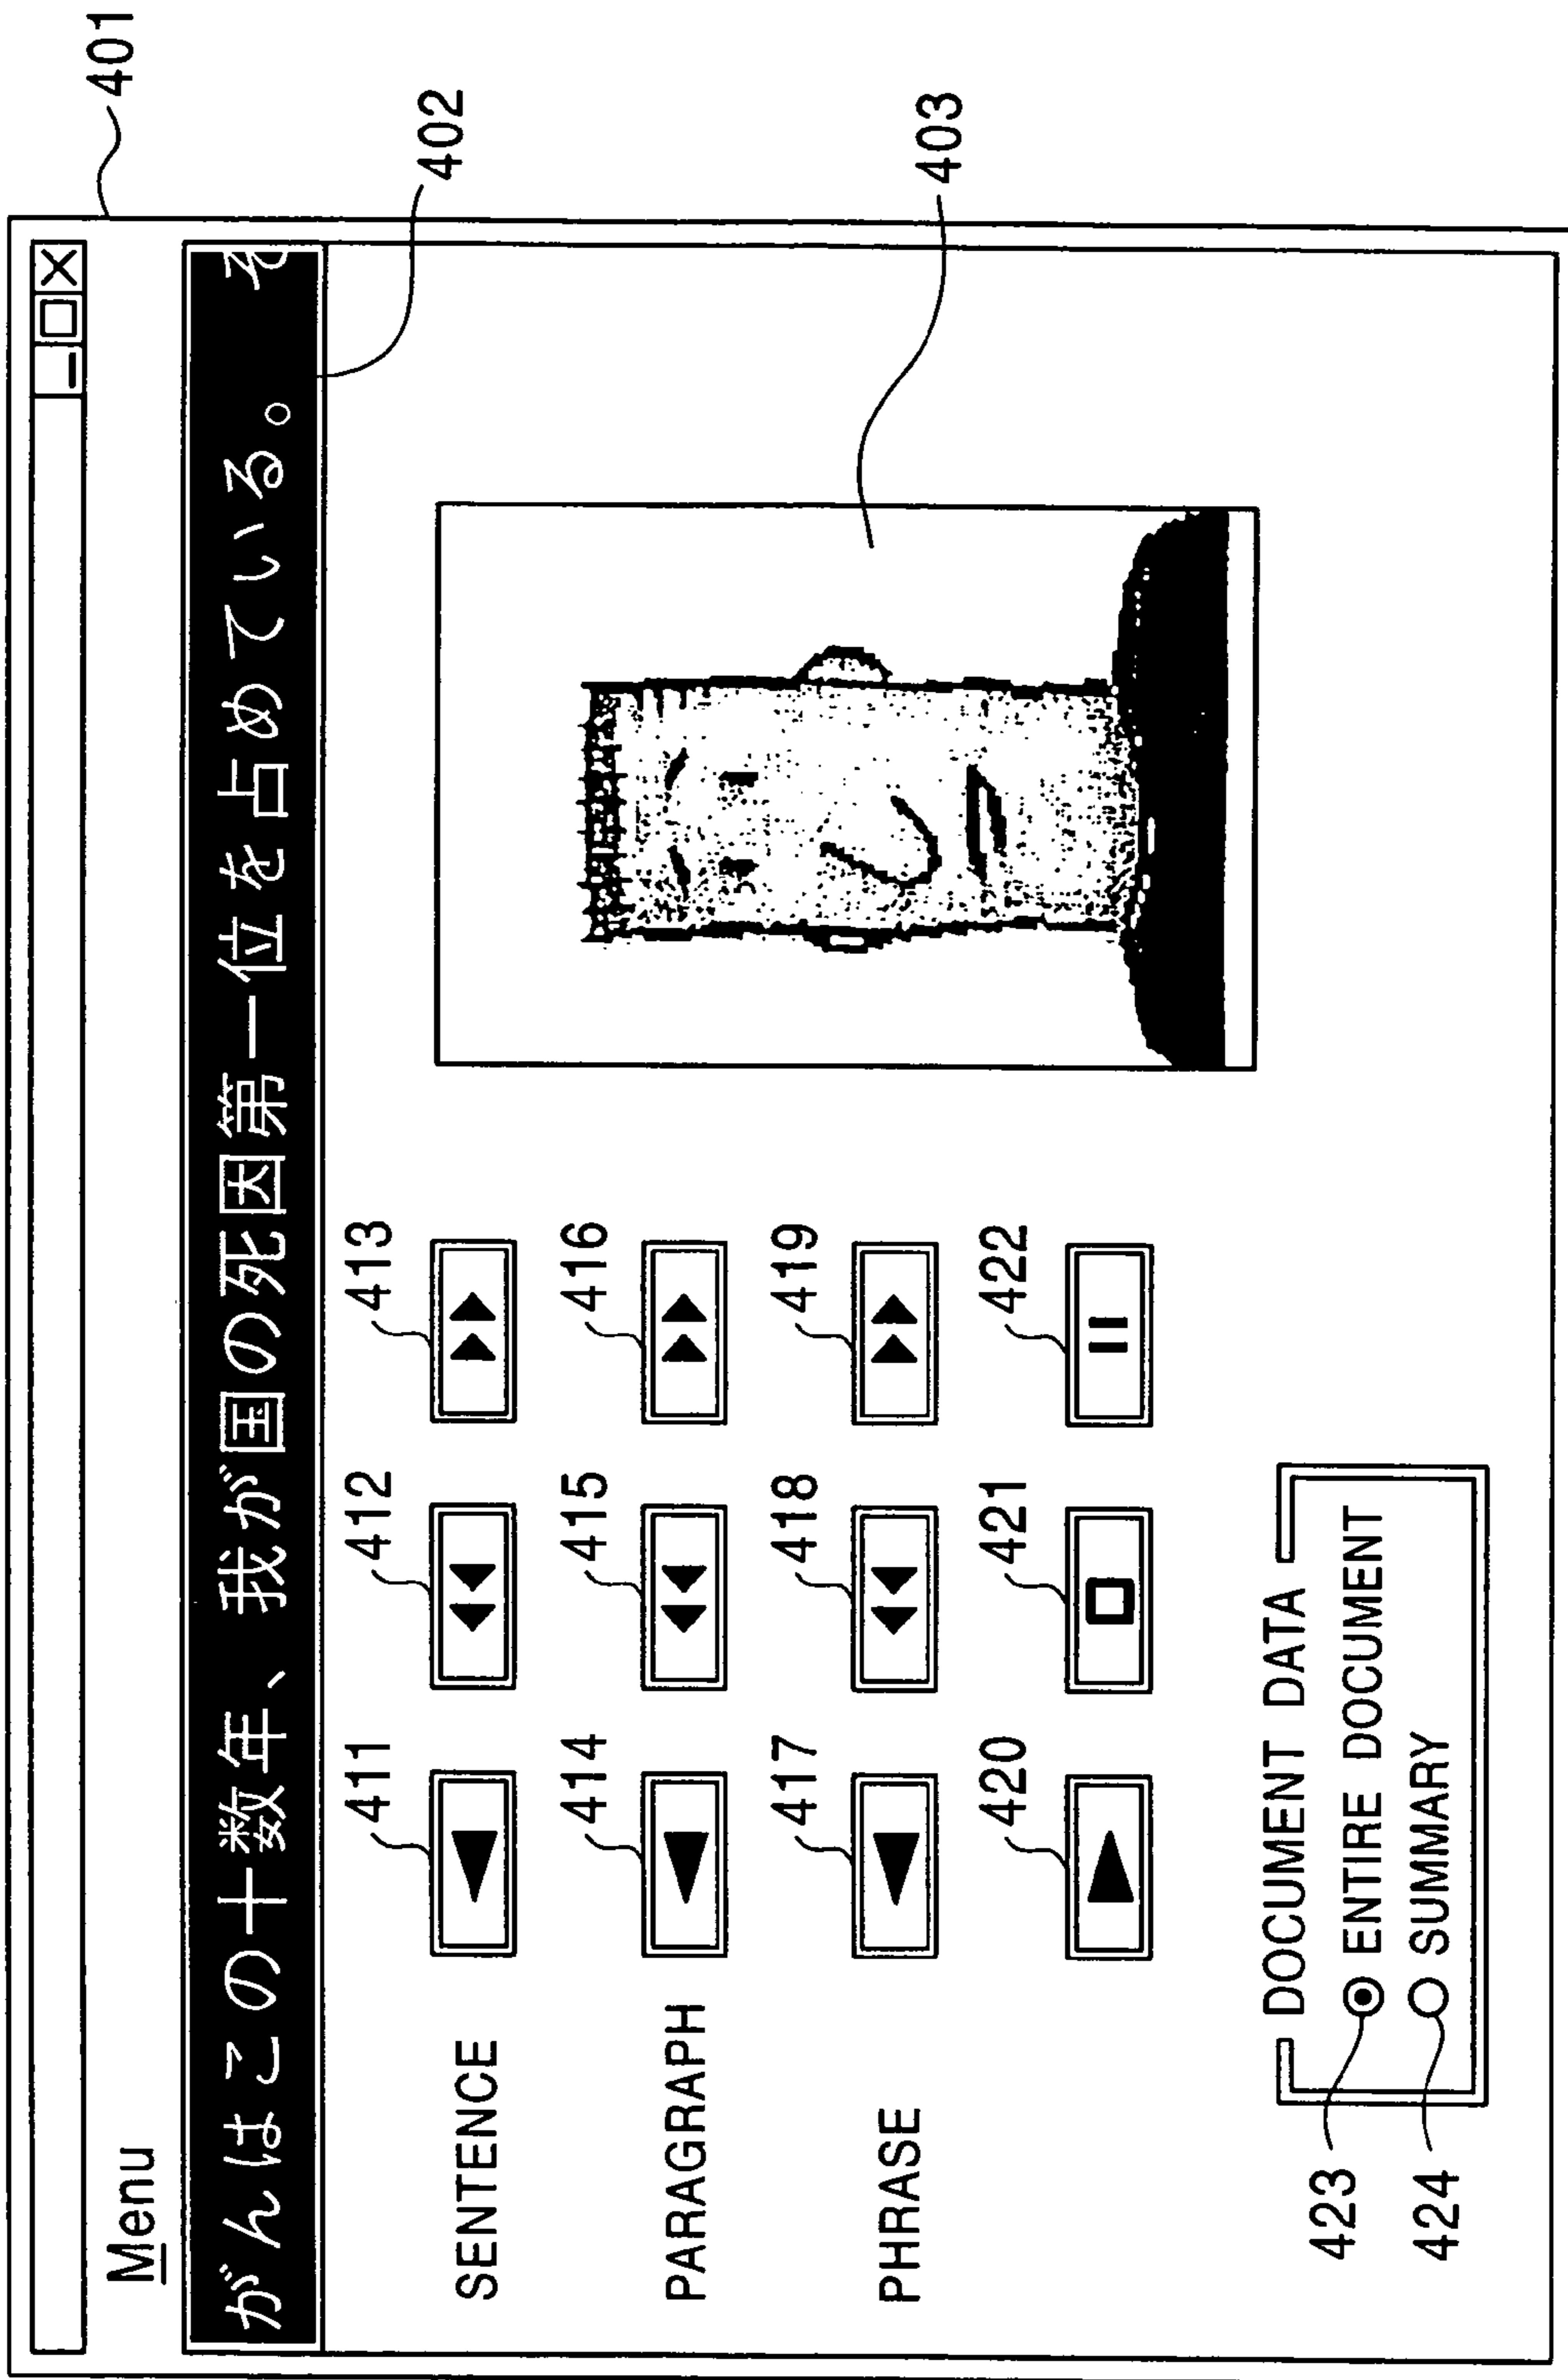 401
Menu
がんはこの十数年、我が国の死因第一位を占めている。 そ
402
411 412 413
SENTENCE
414 415 416
PARAGRAPH
403
417 418 419
PHRASE
420 421 422
DOCUMENT DATA
423 ENTIRE DOCUMENT
424 SUMMARY